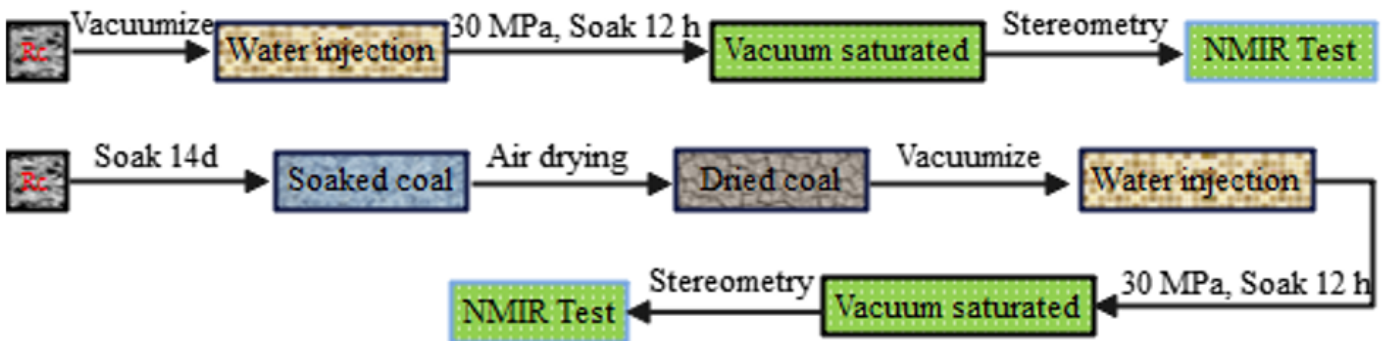 Vacuumize 30 MPa, Soak 12 h Stereometry
Rc Water injection Vacuum saturated NMIR Test
Soak 14d Air drying Vacuumize
Rc Soaked coal Dried coal Water injection
Stereometry 30 MPa, Soak 12 h
NMIR Test Vacuum saturated